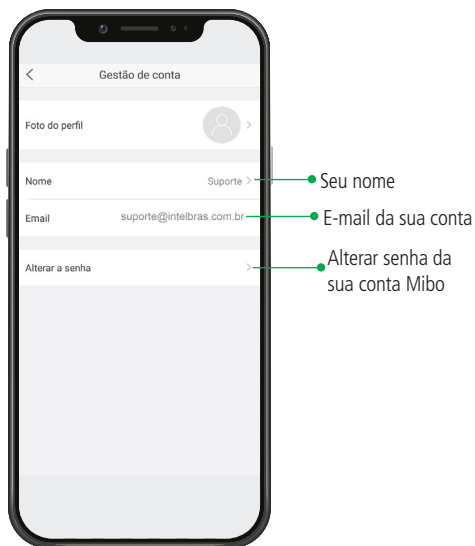 Gestão de conta
Foto do perfil
Nome Suporte
Seu nome
Email suporte@intelbras.com.br
E-mail da sua conta
Alterar a senha
Alterar senha da
sua conta Mibo